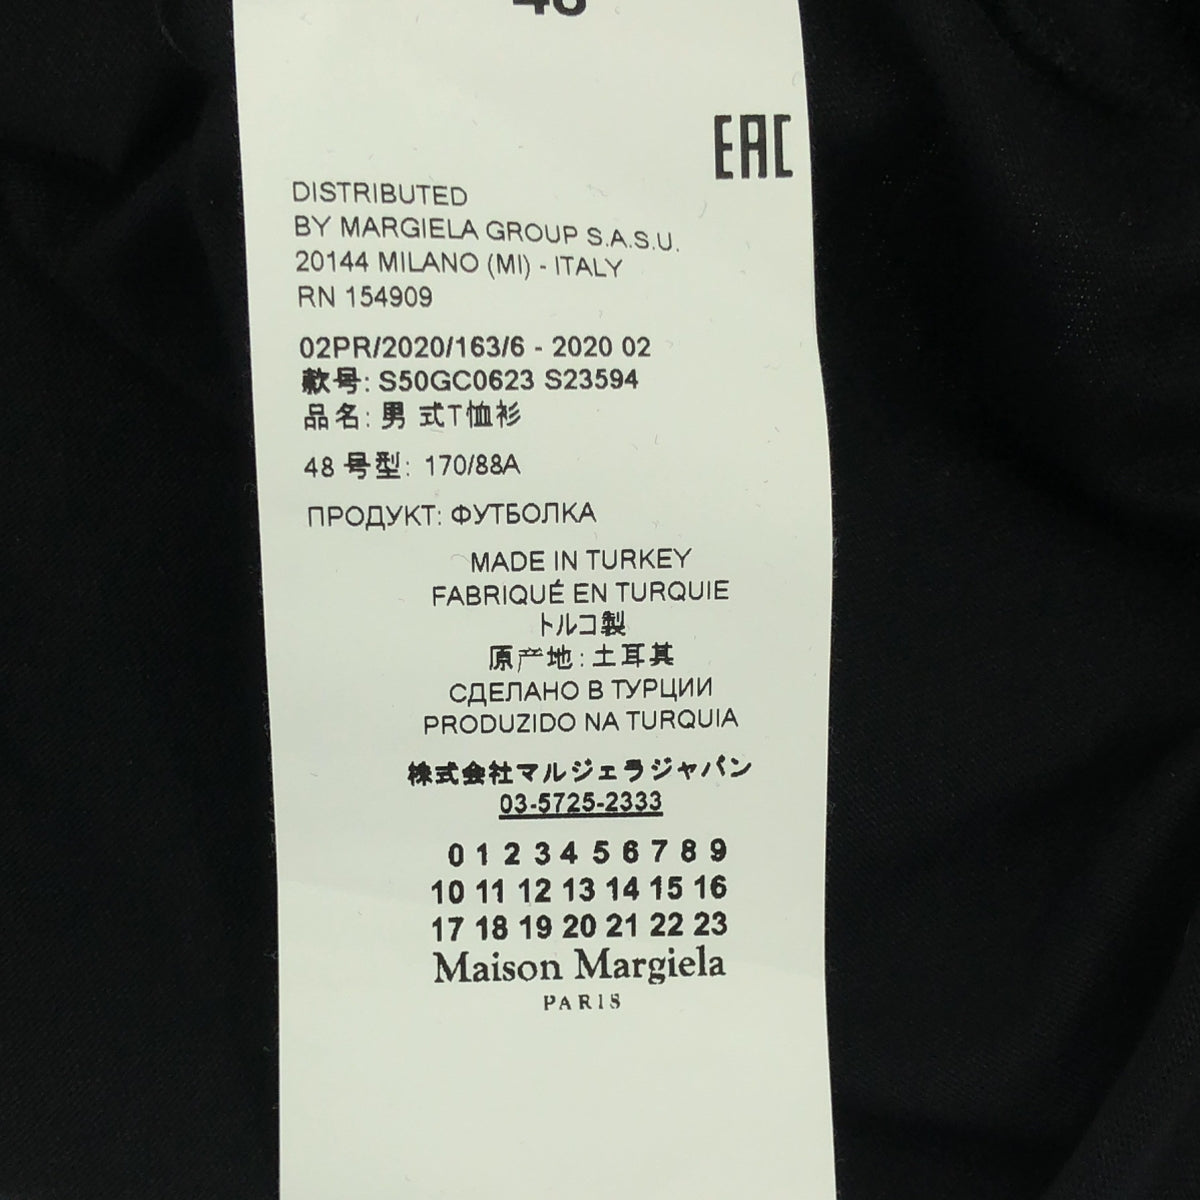 48
EAC
DISTRIBUTED
BY MARGIELA GROUP S.A.S.U.
20144 MILANO (MI) - ITALY
RN 154909
02PR/2020/163/6 - 2020 02
款号: S50GC0623 S23594
品名: 男 式T恤衫
48 号型: 170/88A
ПРОДУКТ: ФУТБОЛКА
MADE IN TURKEY
FABRIQUÉ EN TURQUIE
トルコ製
原产地: 土耳其
СДЕЛАНО В ТУРЦИИ
PRODUZIDO NA TURQUIA
株式会社マルジェラジャパン
03-5725-2333
0 1 2 3 4 5 6 7 8 9
10 11 12 13 14 15 16
17 18 19 20 21 22 23
Maison Margiela
PARIS